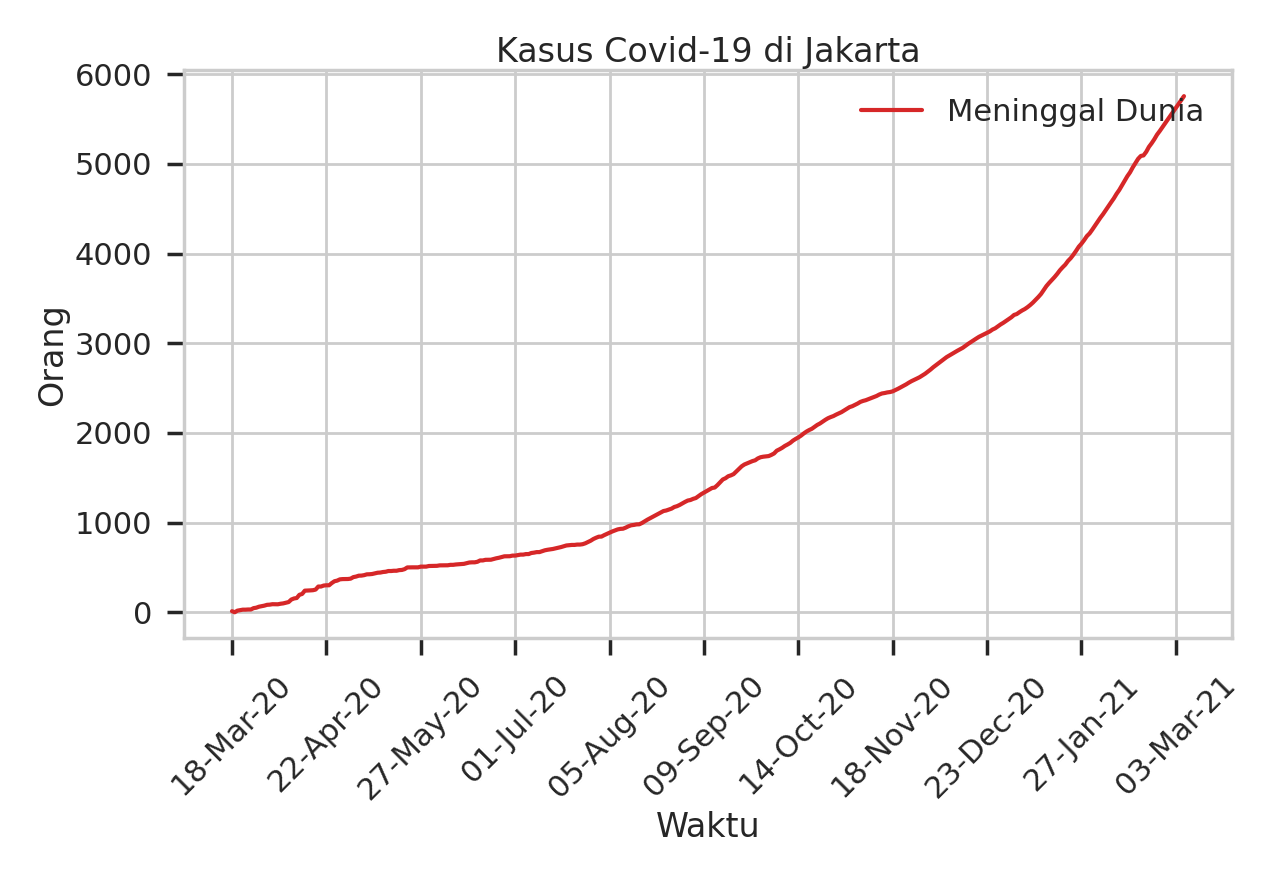 Kasus Covid-19 di Jakarta
Meninggal Dunia
Orang
6000
5000
4000
3000
2000
1000
0
18-Mar-20
22-Apr-20
27-May-20
01-Jul-20
05-Aug-20
09-Sep-20
14-Oct-20
18-Nov-20
23-Dec-20
27-Jan-21
03-Mar-21
Waktu